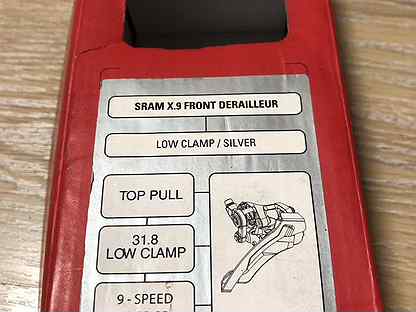 SRAM X.9 FRONT DERAILLEUR
LOW CLAMP / SILVER
TOP PULL
31.8
LOW CLAMP
9 - SPEED